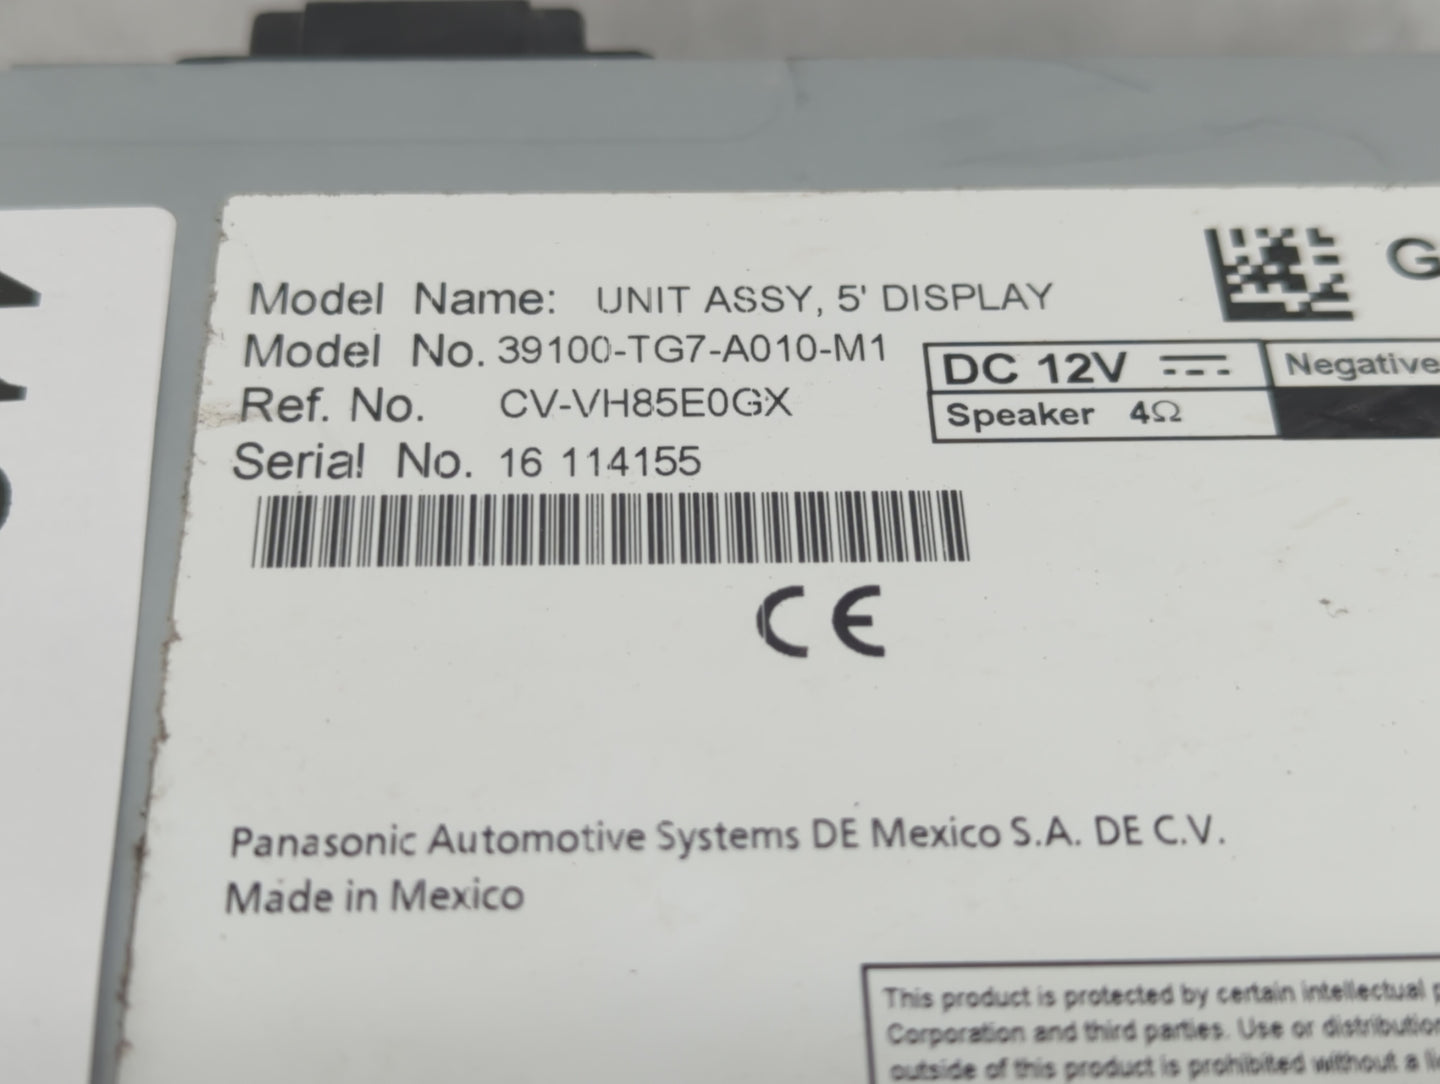 Model Name: UNIT ASSY, 5' DISPLAY
Model No. 39100-TG7-A010-M1
Ref. No. CV-VH85E0GX
Serial No. 16 114155
G
DC 12V
Negative
Speaker 4Ω
CE
Panasonic Automotive Systems DE Mexico S.A. DE C.V.
Made in Mexico
This product is protected by certain intellectual
Corporation and third parties. Use or distribution
outside of this product is prohibited without a